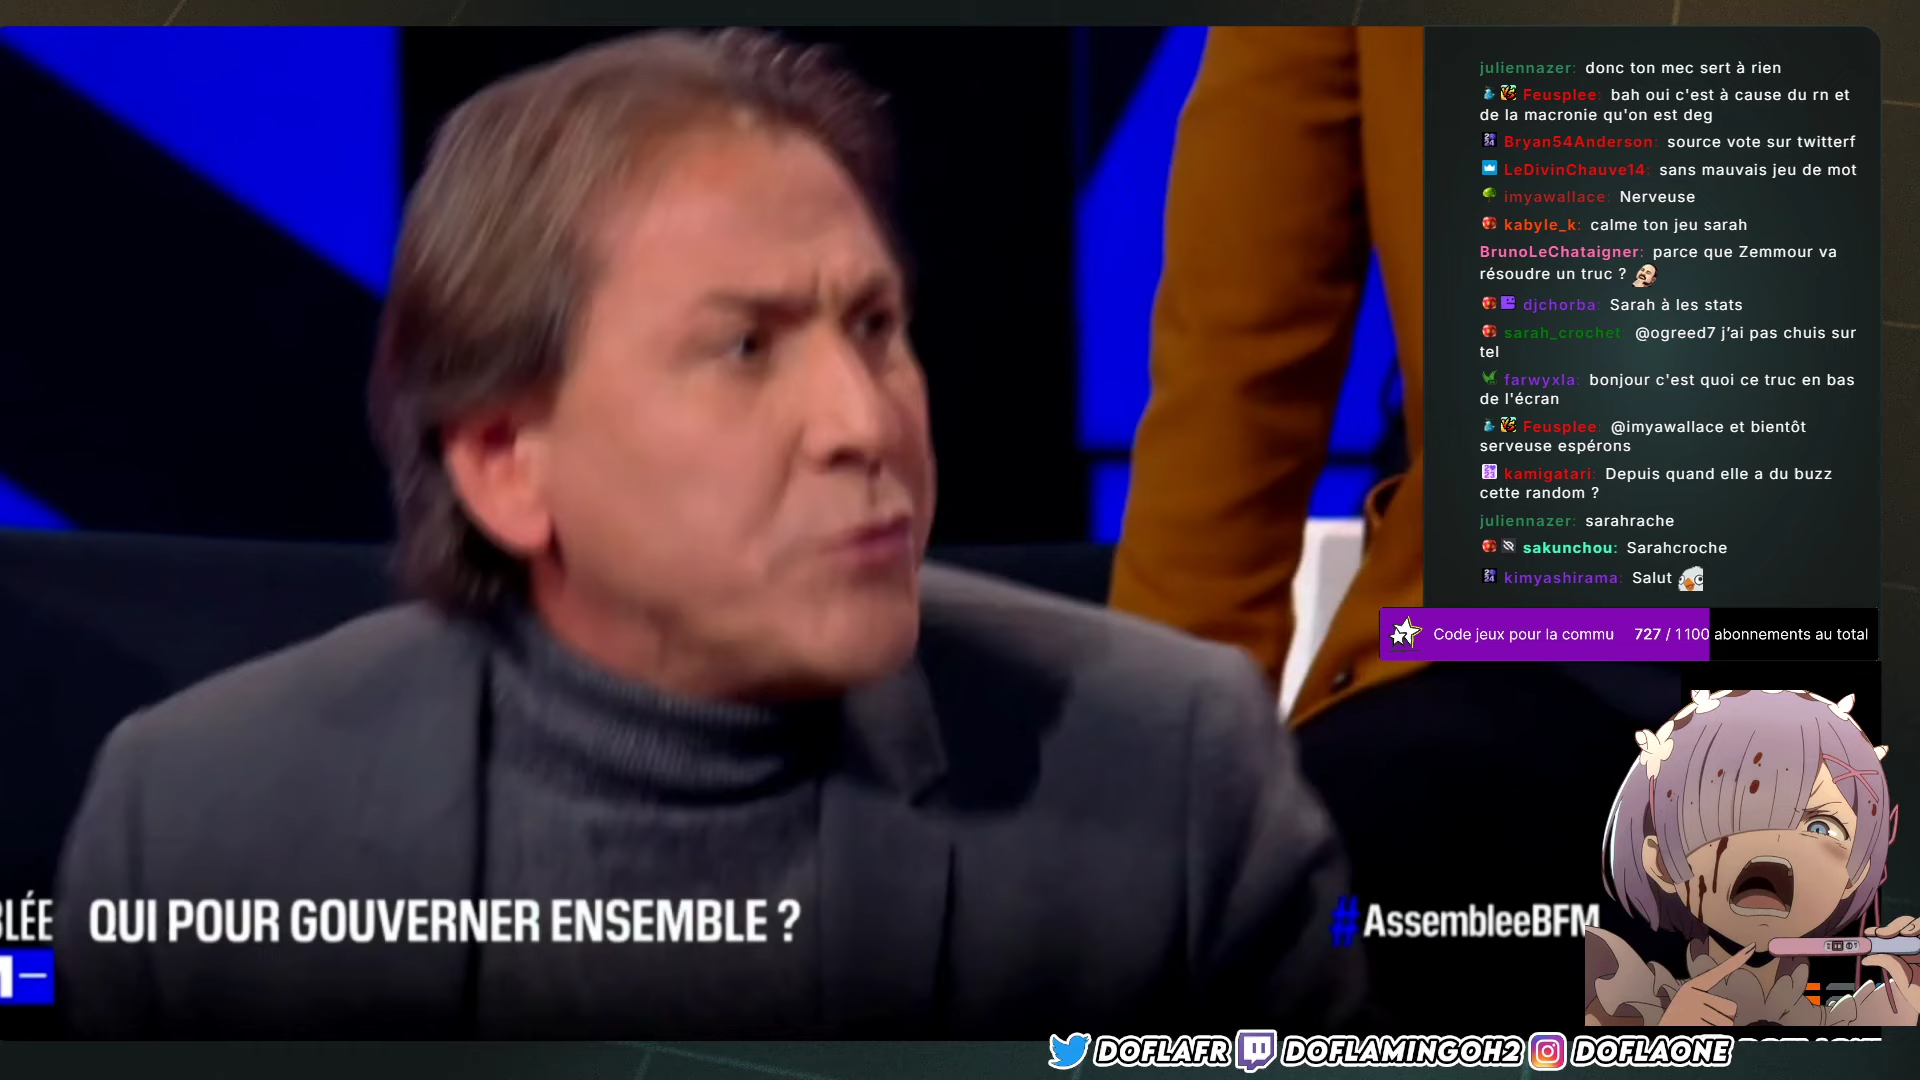 juliennazer: donc ton mec sert à rien
Feusplee: bah oui c'est à cause du rn et
de la macronie qu'on est deg
Bryan54Anderson: source vote sur twitterf
LeDivinChauve14: sans mauvais jeu de mot
imyawallace: Nerveuse
kabyle_k: calme ton jeu sarah
BrunoLeChataigner: parce que Zemmour va
résoudre un truc ?
djchorba: Sarah à les stats
sarah_crochet: @ogreed7 j'ai pas chuis sur
tel
farwyxla: bonjour c'est quoi ce truc en bas
de l'écran
Feusplee: @imyawallace et bientôt
serveuse espérons
kamigatari: Depuis quand elle a du buzz
cette random ?
juliennazer: sarahrache
sakunchou: Sarahcroche
kimyashirama: Salut
Code jeux pour la commu 727 / 1100 abonnements au total
BLÉE QUI POUR GOUVERNER ENSEMBLE ?
#AssembleeBFM
DOFLAFR DOFLAMINGOH2 DOFLAONE